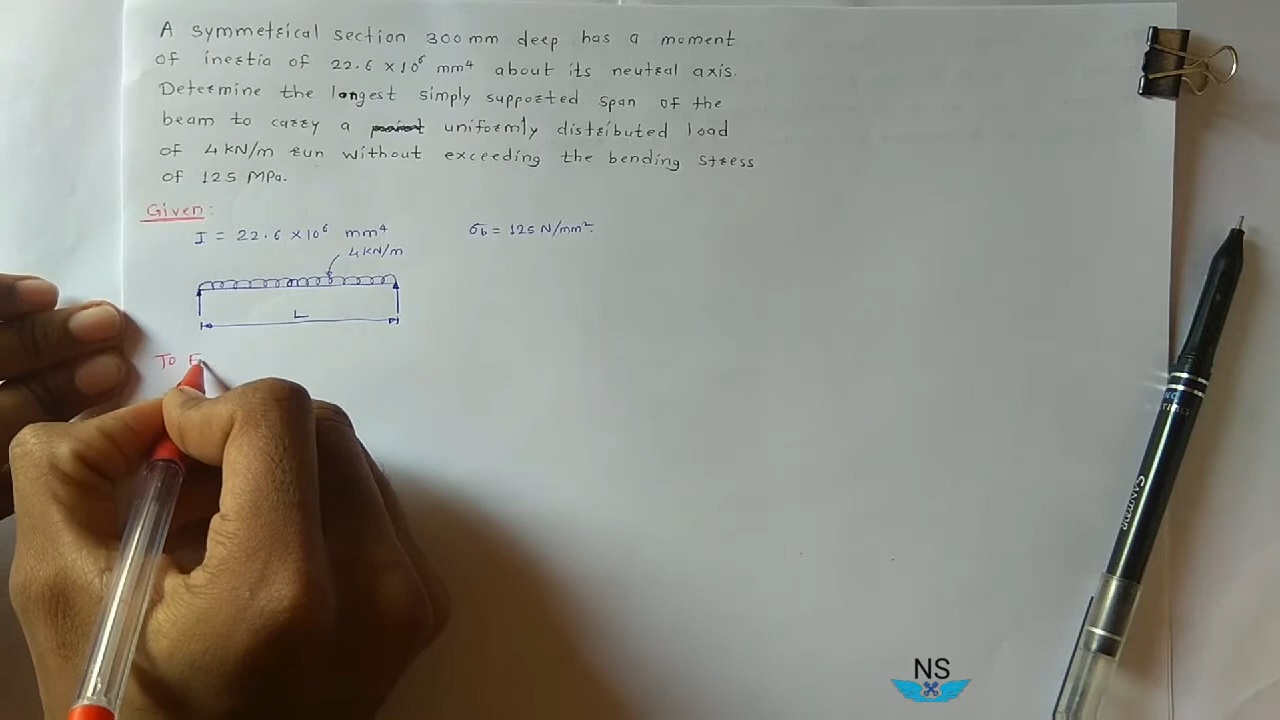 A symmetrical section 300 mm deep has a moment
of inertia of 22.6 × 10⁶ mm⁴ about its neutral axis.
Determine the longest simply supported span of the
beam to carry a uniformly distributed load
of 4 KN/m run without exceeding the bending stress
of 125 MPa.
Given:
I = 22.6 × 10⁶ mm⁴
σb = 125 N/mm².
4 KN/m
L
To F
NS